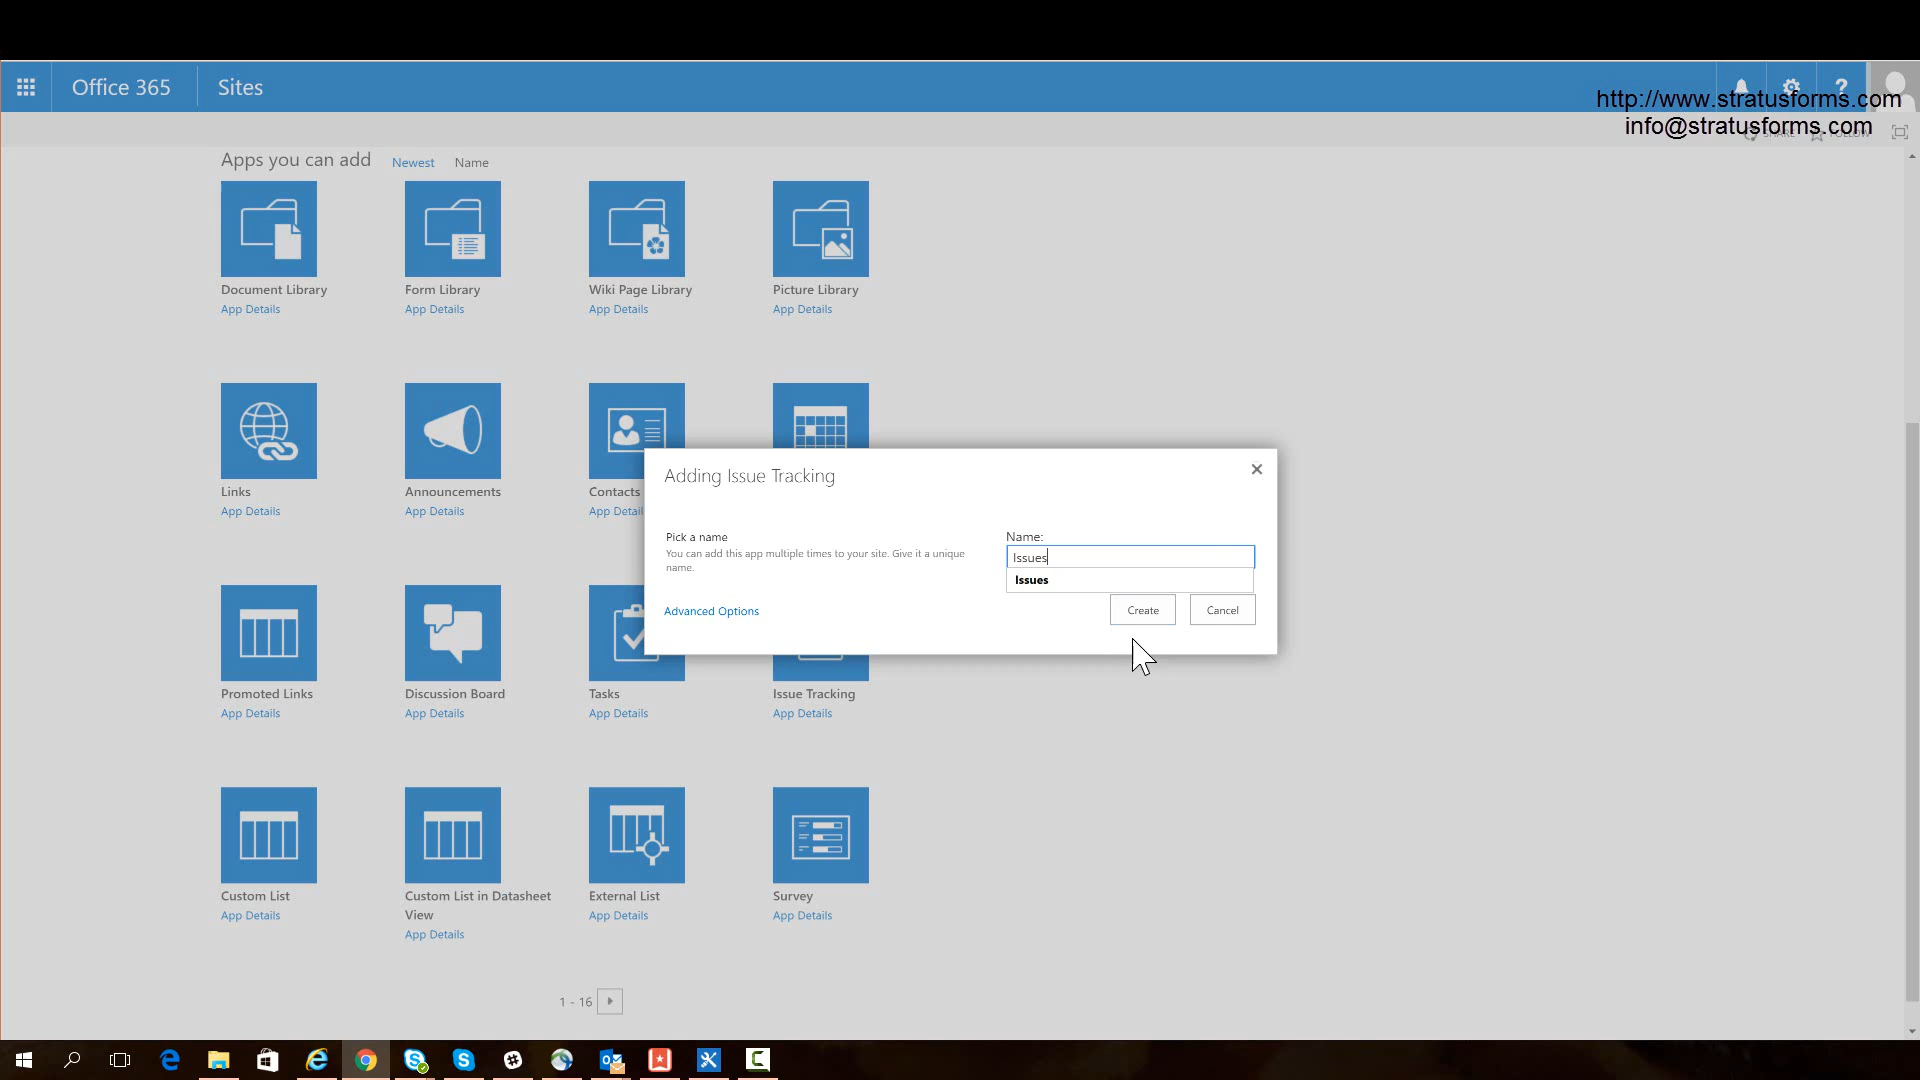 Office 365
Sites
?
http://www.stratusforms.com
info@stratusforms.com
Apps you can add
Newest
Name
Document Library
App Details
Form Library
App Details
Wiki Page Library
App Details
Picture Library
App Details
Links
App Details
Announcements
App Details
Contacts
App Detail
Adding Issue Tracking
Pick a name
You can add this app multiple times to your site. Give it a unique
name.
Name:
Issues
Issues
Advanced Options
Create
Cancel
Promoted Links
App Details
Discussion Board
App Details
Tasks
App Details
Issue Tracking
App Details
Custom List
App Details
Custom List in Datasheet
View
App Details
External List
App Details
Survey
App Details
1 - 16